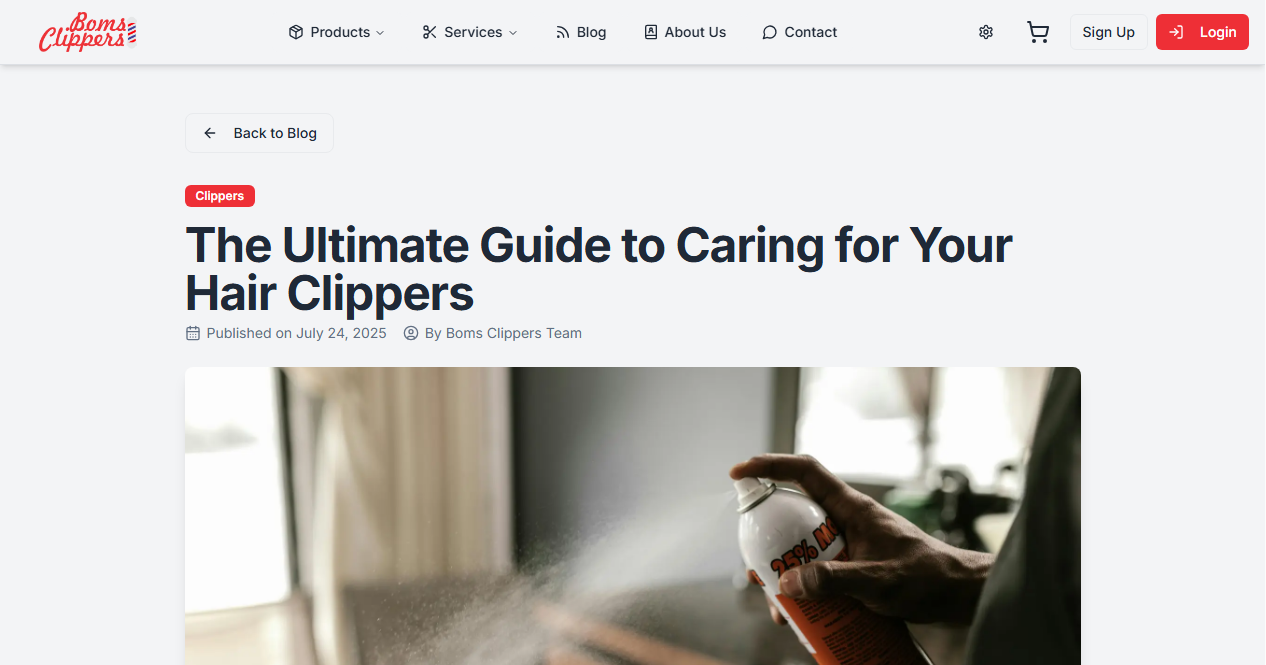 Boms
Clippers
Products
Services
Blog
About Us
Contact
Sign Up
Login
Back to Blog
Clippers
The Ultimate Guide to Caring for Your
Hair Clippers
Published on July 24, 2025
By Boms Clippers Team
25% MO